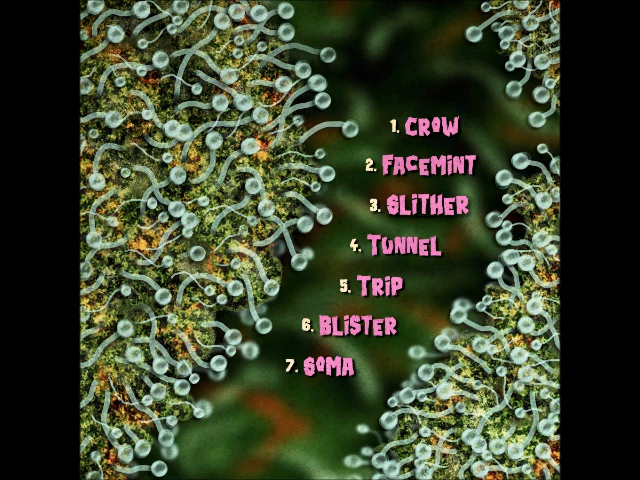 1. CROW
2. FACEMINT
3. SLITHER
4. TUNNEL
5. TRIP
6. BLISTER
7. SOMA